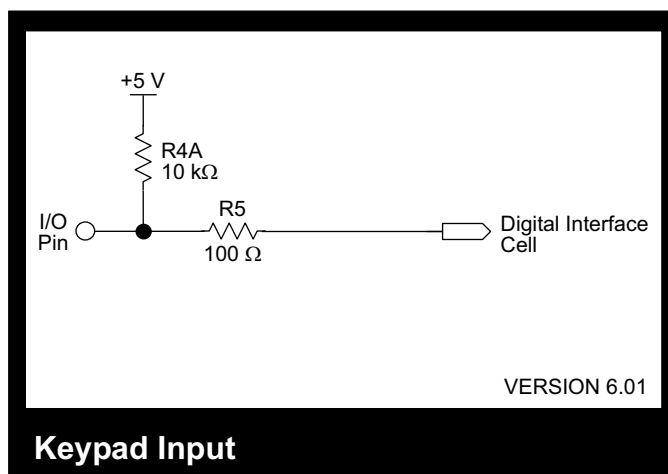 +5 V
R4A
10 kΩ
I/O
Pin
R5
100 Ω
Digital Interface
Cell
VERSION 6.01
Keypad Input